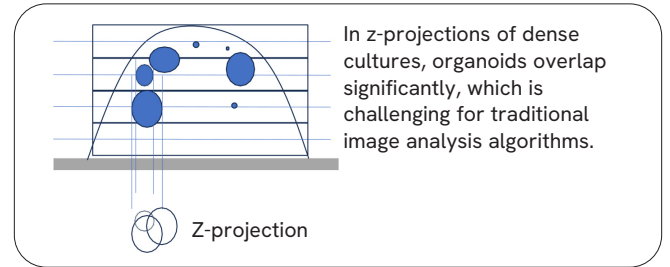 In z-projections of dense
cultures, organoids overlap
significantly, which is
challenging for traditional
image analysis algorithms.
Z-projection